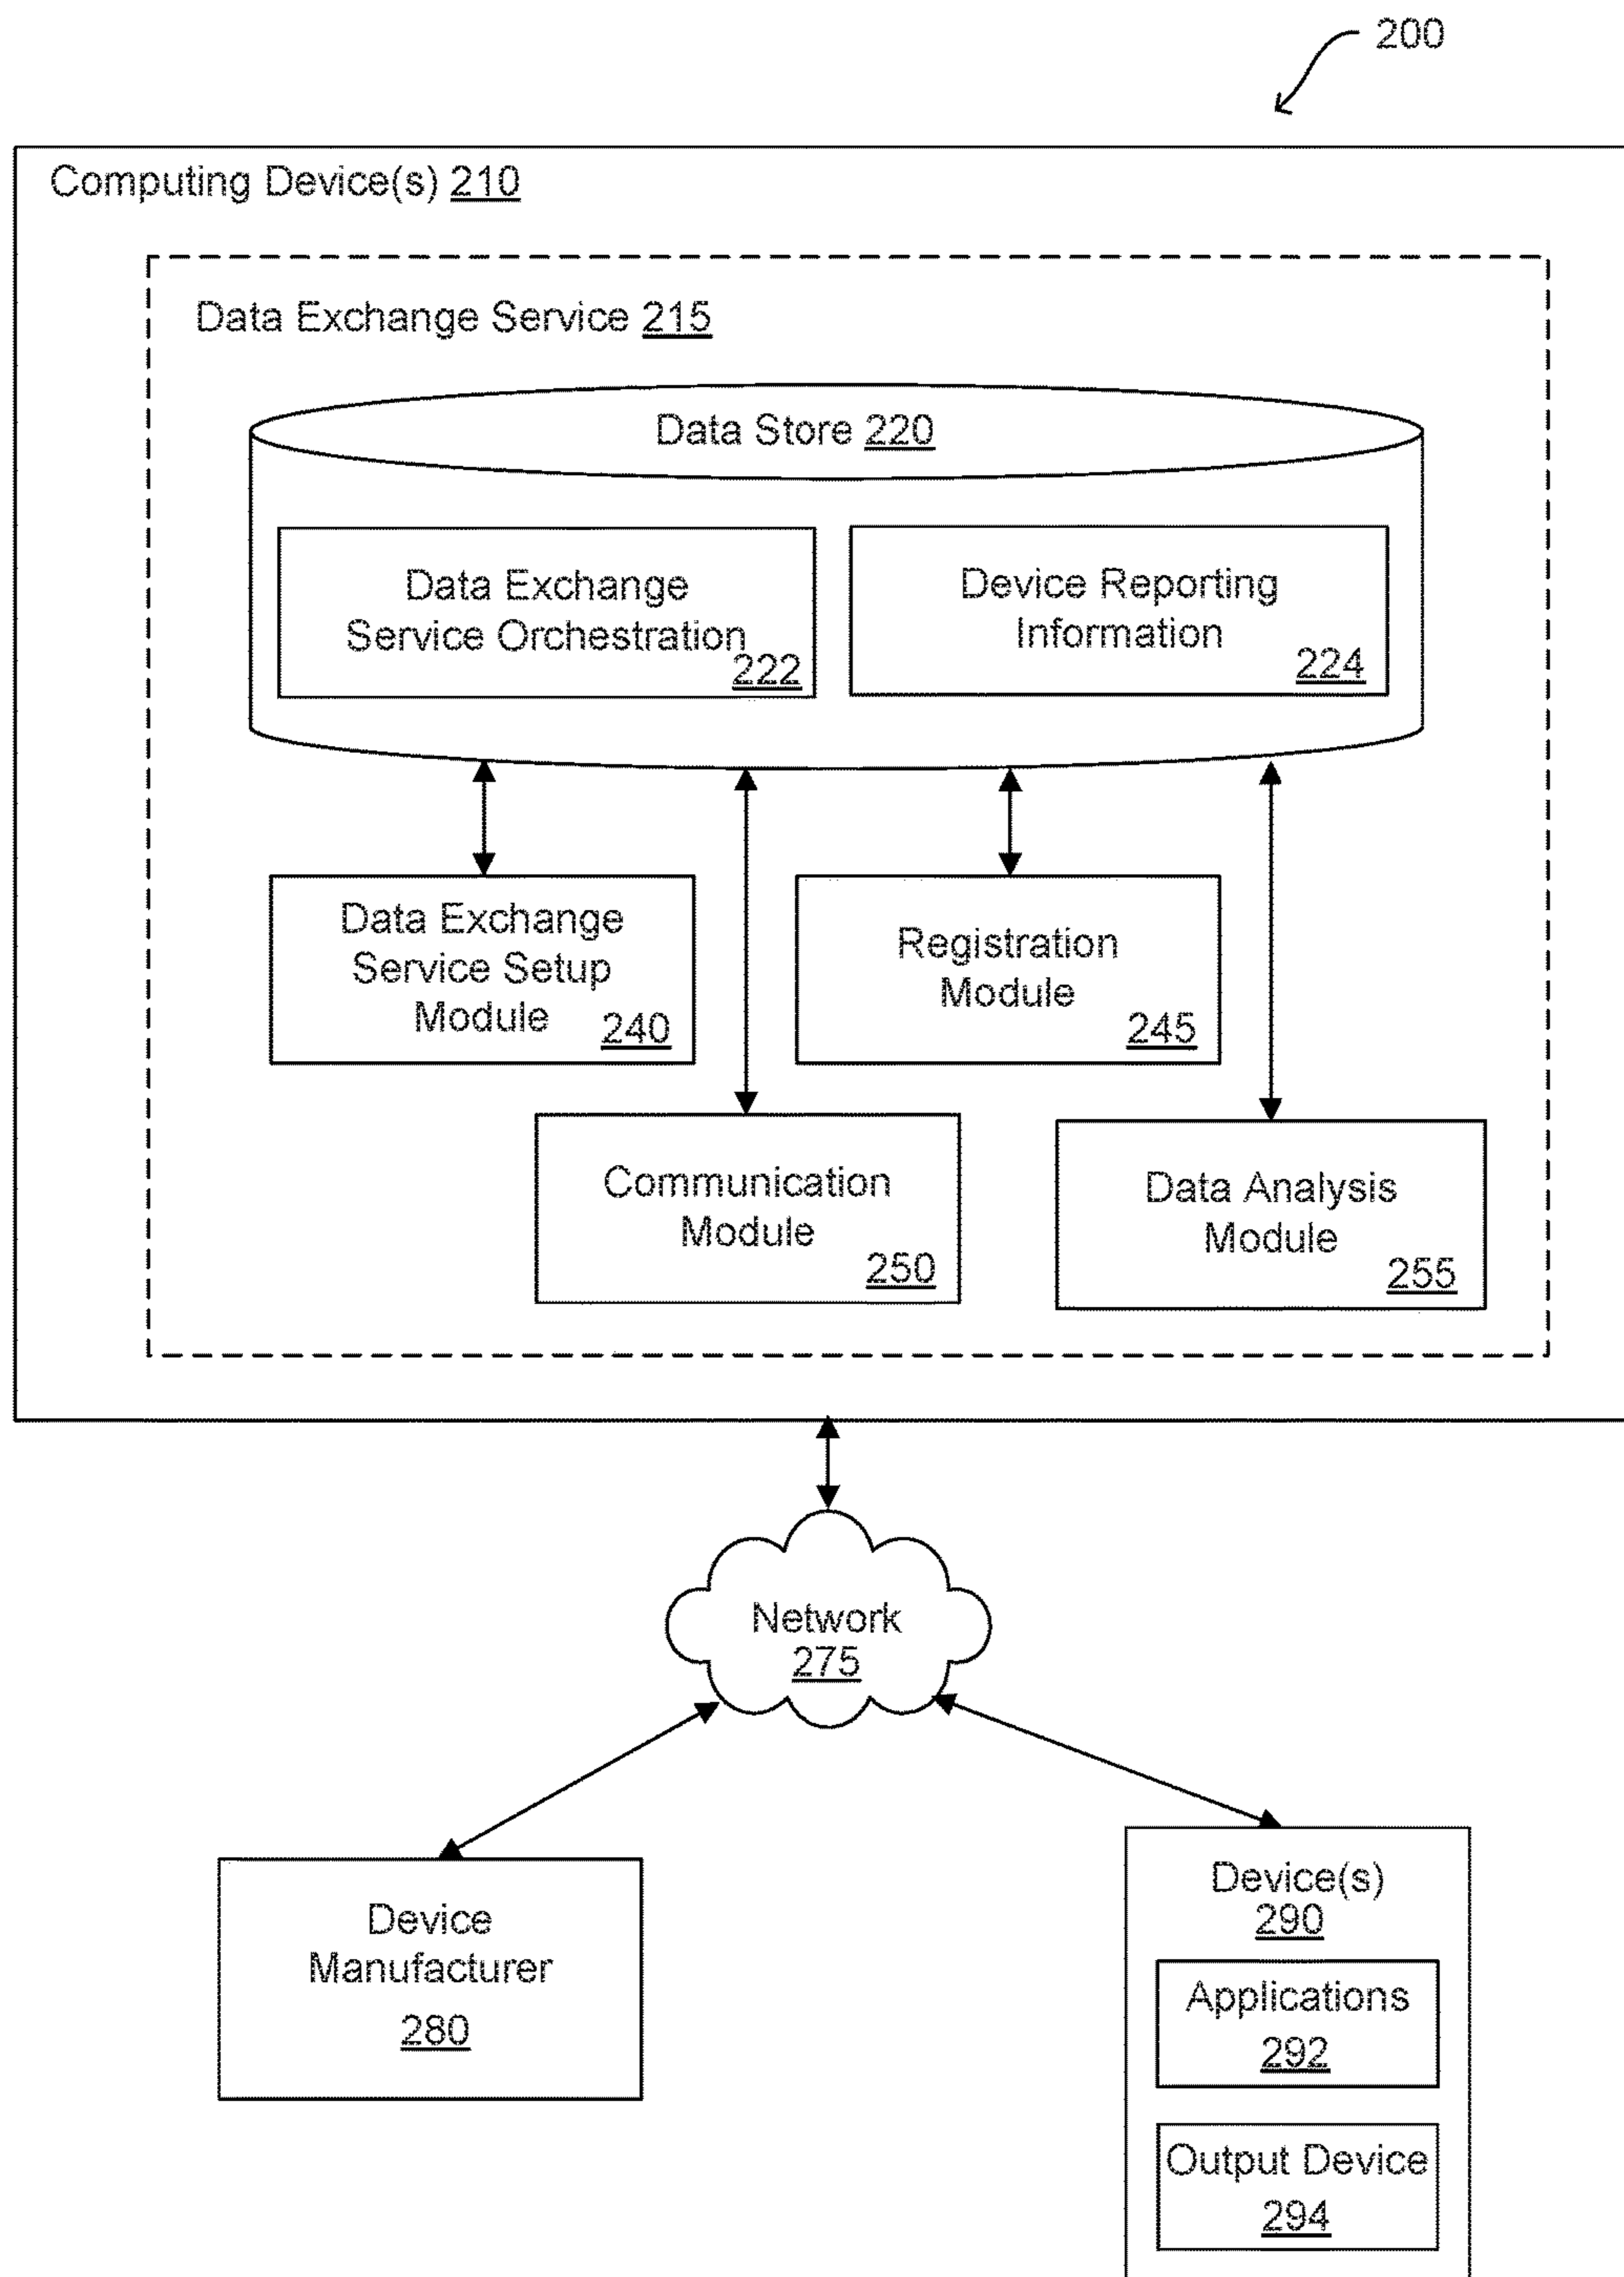 200
Computing Device(s) 210
Data Exchange Service 215
Data Store 220
Data Exchange
Service Orchestration
222
Device Reporting
Information
224
Data Exchange
Service Setup
Module
240
Registration
Module
245
Communication
Module
250
Data Analysis
Module
255
Network
275
Device
Manufacturer
280
Device(s)
290
Applications
292
Output Device
294